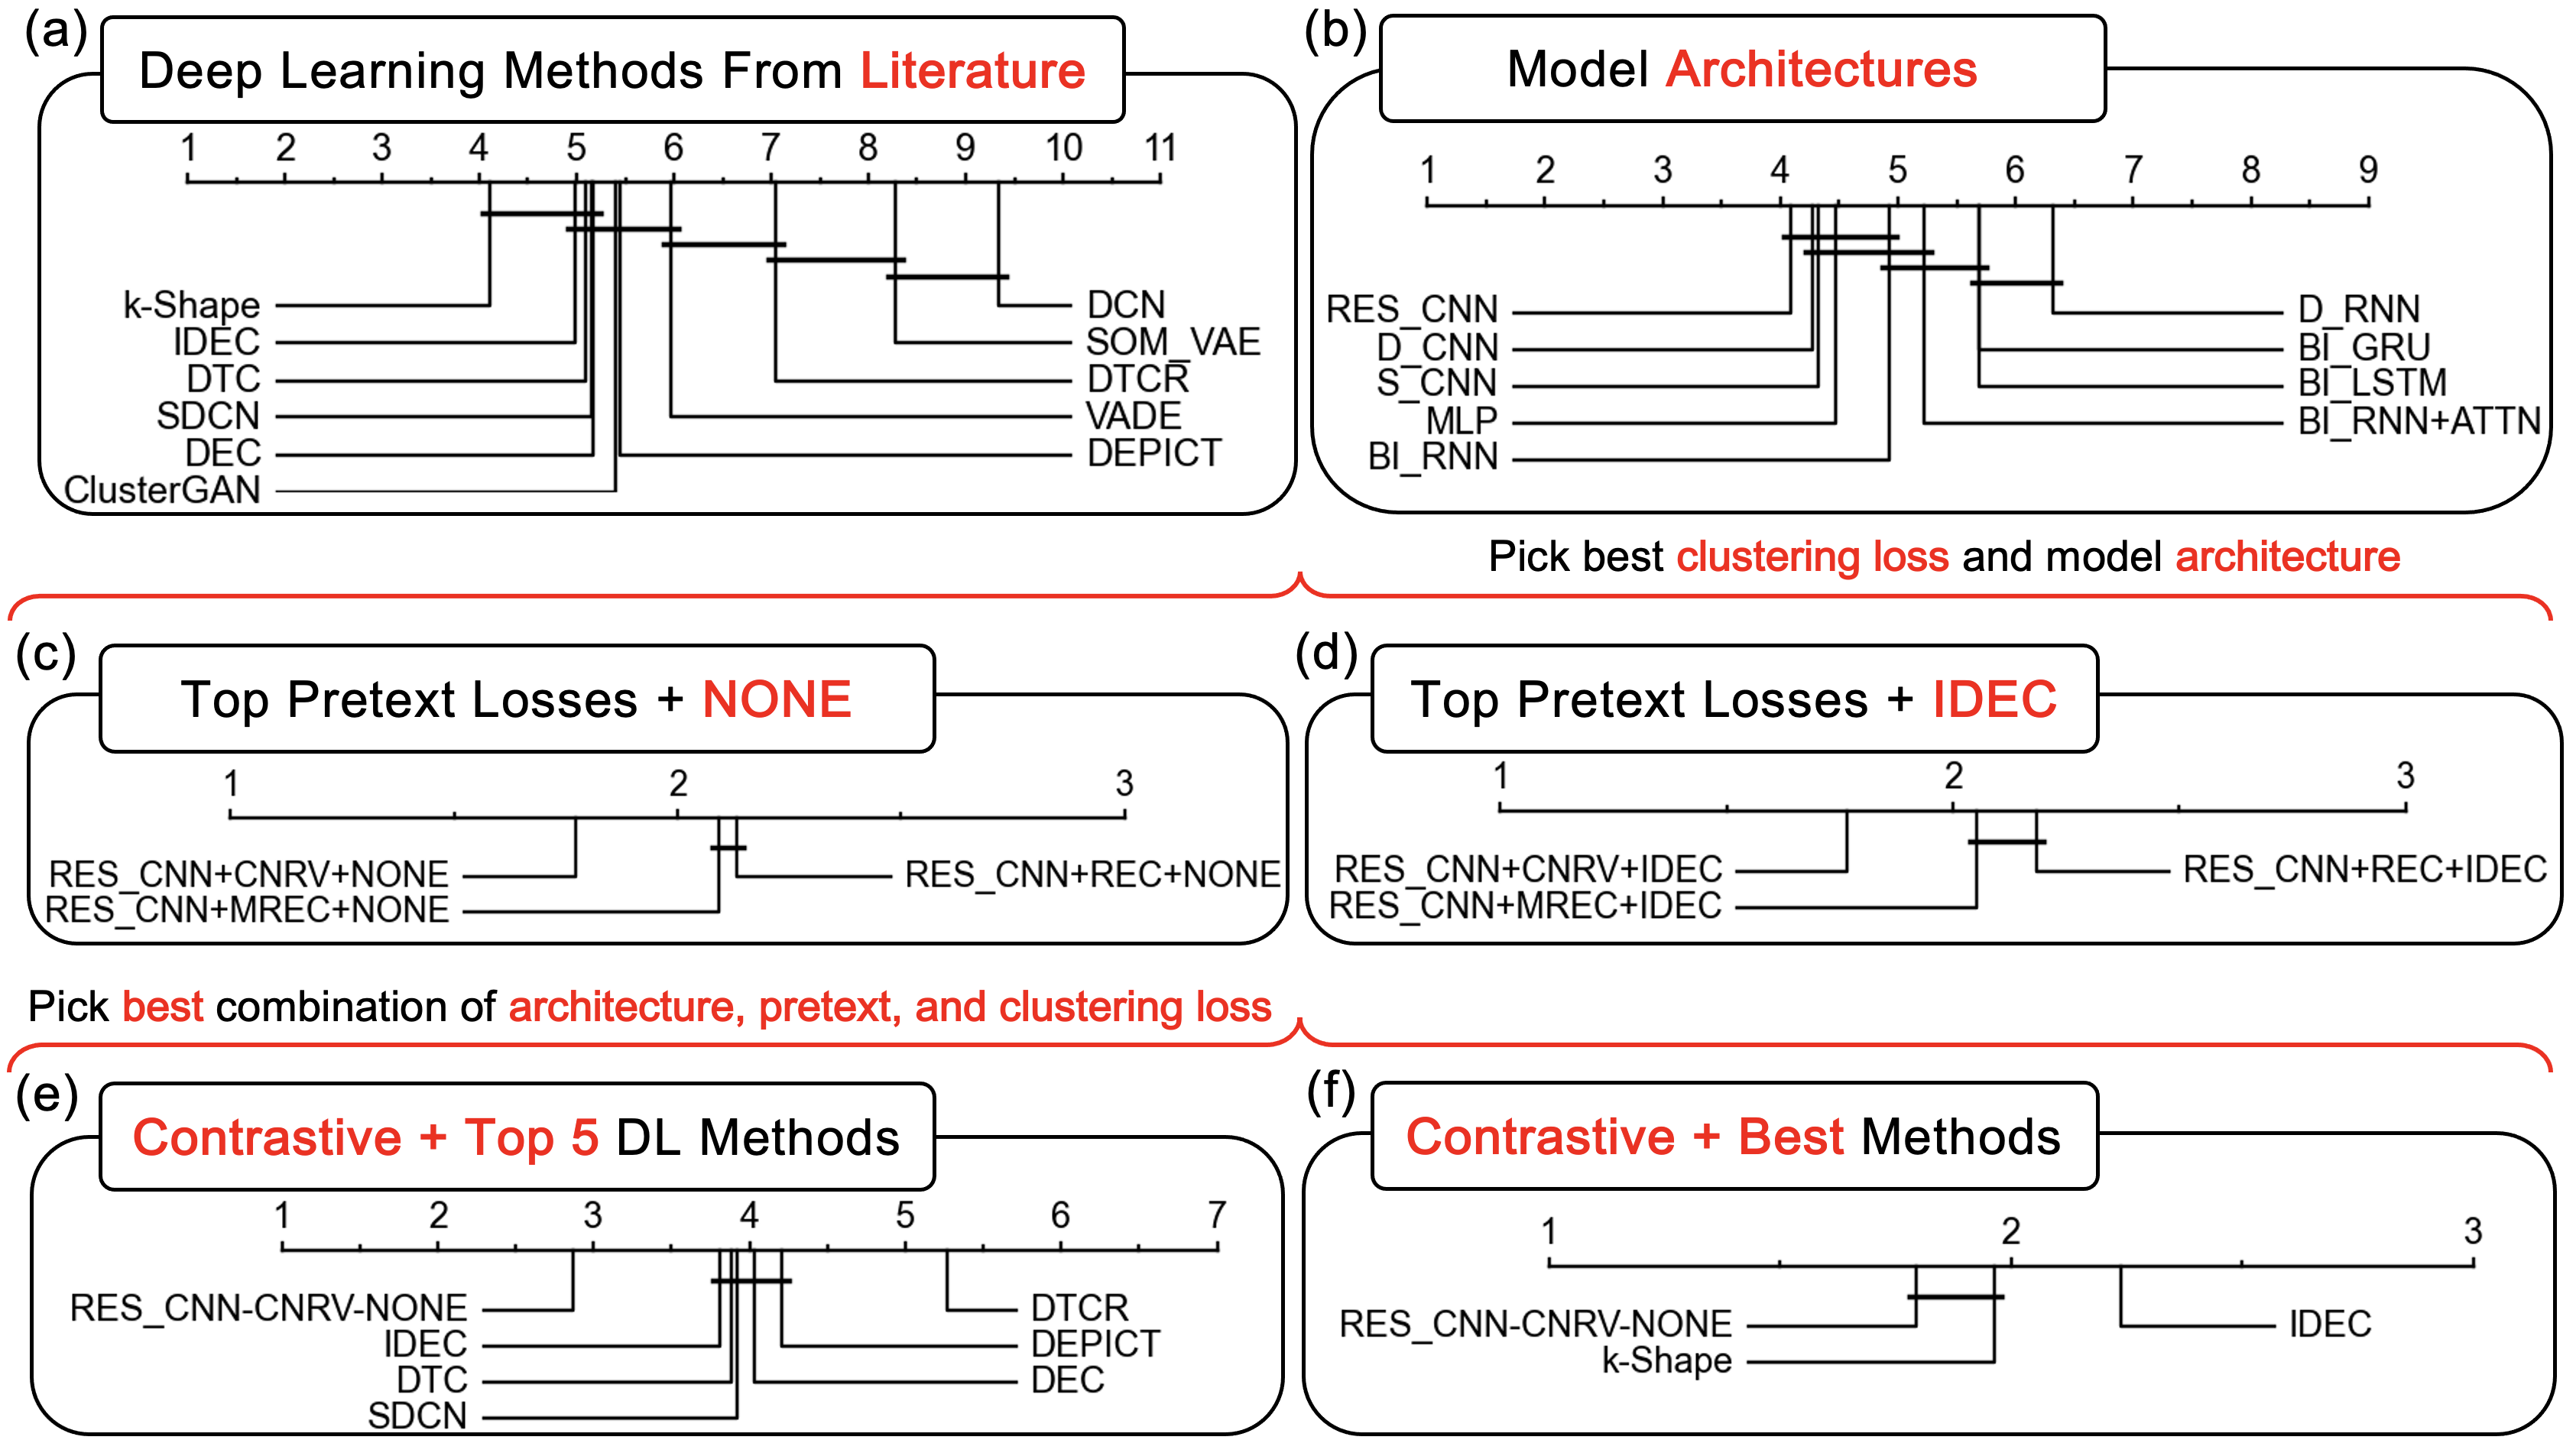 (a)
Deep Learning Methods From Literature
1 2 3 4 5 6 7 8 9 10 11
k-Shape
IDEC
DTC
SDCN
DEC
ClusterGAN
DCN
SOM_VAE
DTCR
VADE
DEPICT
(b)
Model Architectures
1 2 3 4 5 6 7 8 9
RES_CNN
D_CNN
S_CNN
MLP
BI_RNN
D_RNN
BI_GRU
BI_LSTM
BI_RNN+ATTN
Pick best clustering loss and model architecture
(c)
Top Pretext Losses + NONE
1 2 3
RES_CNN+CNRV+NONE
RES_CNN+MREC+NONE
RES_CNN+REC+NONE
(d)
Top Pretext Losses + IDEC
1 2 3
RES_CNN+CNRV+IDEC
RES_CNN+MREC+IDEC
RES_CNN+REC+IDEC
Pick best combination of architecture, pretext, and clustering loss
(e)
Contrastive + Top 5 DL Methods
1 2 3 4 5 6 7
RES_CNN-CNRV-NONE
IDEC
DTC
SDCN
DTCR
DEPICT
DEC
(f)
Contrastive + Best Methods
1 2 3
RES_CNN-CNRV-NONE
k-Shape
IDEC